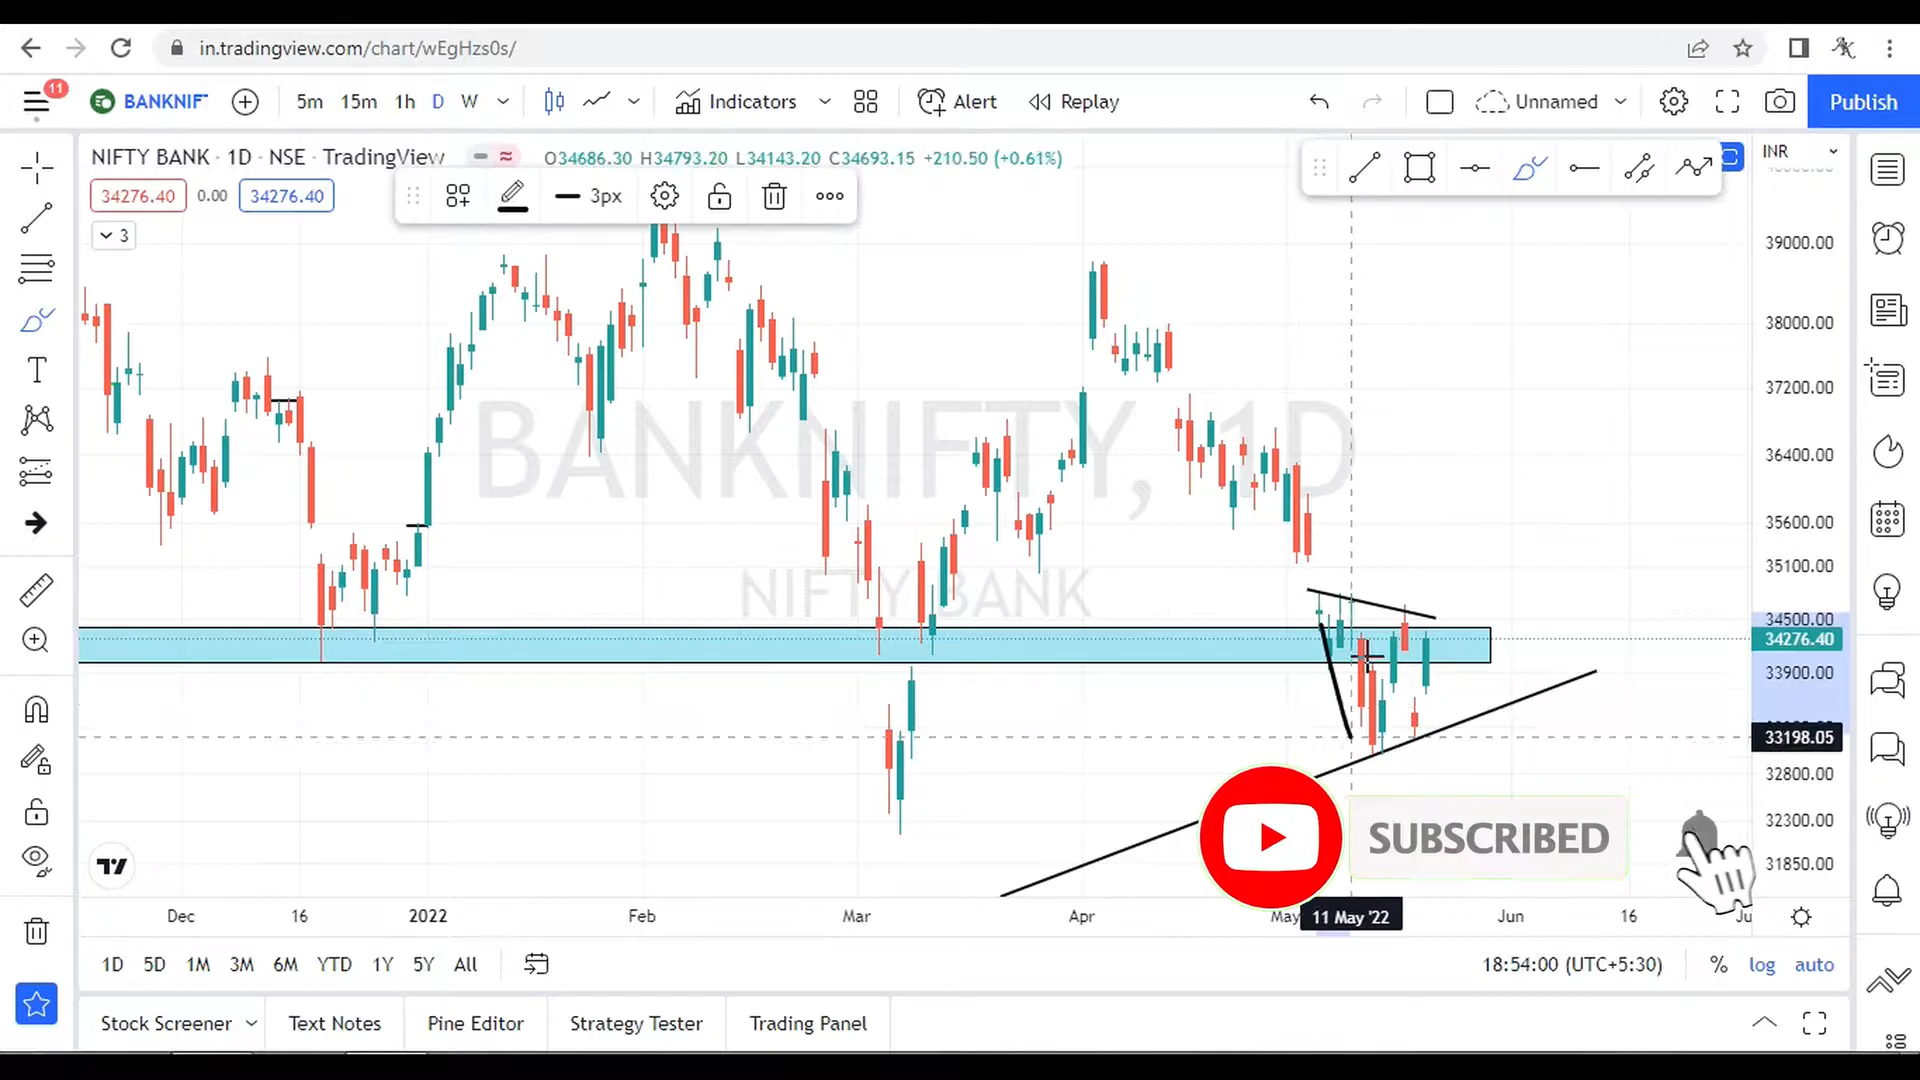 in.tradingview.com/chart/wEgHzs0s/
11
BANKNIF
5m 15m 1h D W
Indicators
Alert
Replay
Unnamed
Publish
NIFTY BANK · 1D · NSE · TradingView
O34686.30 H34793.20 L34143.20 C34693.15 +210.50 (+0.61%)
INR
34276.40 0.00 34276.40
3px
3
39000.00
38000.00
37200.00
36400.00
35600.00
35100.00
34500.00
34276.40
33900.00
33198.05
32800.00
32300.00
31850.00
BANKNIFTY, 1D
NIFTY BANK
SUBSCRIBED
Dec 16 2022 Feb Mar Apr May 11 May '22 Jun 16
1D 5D 1M 3M 6M YTD 1Y 5Y All
18:54:00 (UTC+5:30) % log auto
Stock Screener Text Notes Pine Editor Strategy Tester Trading Panel